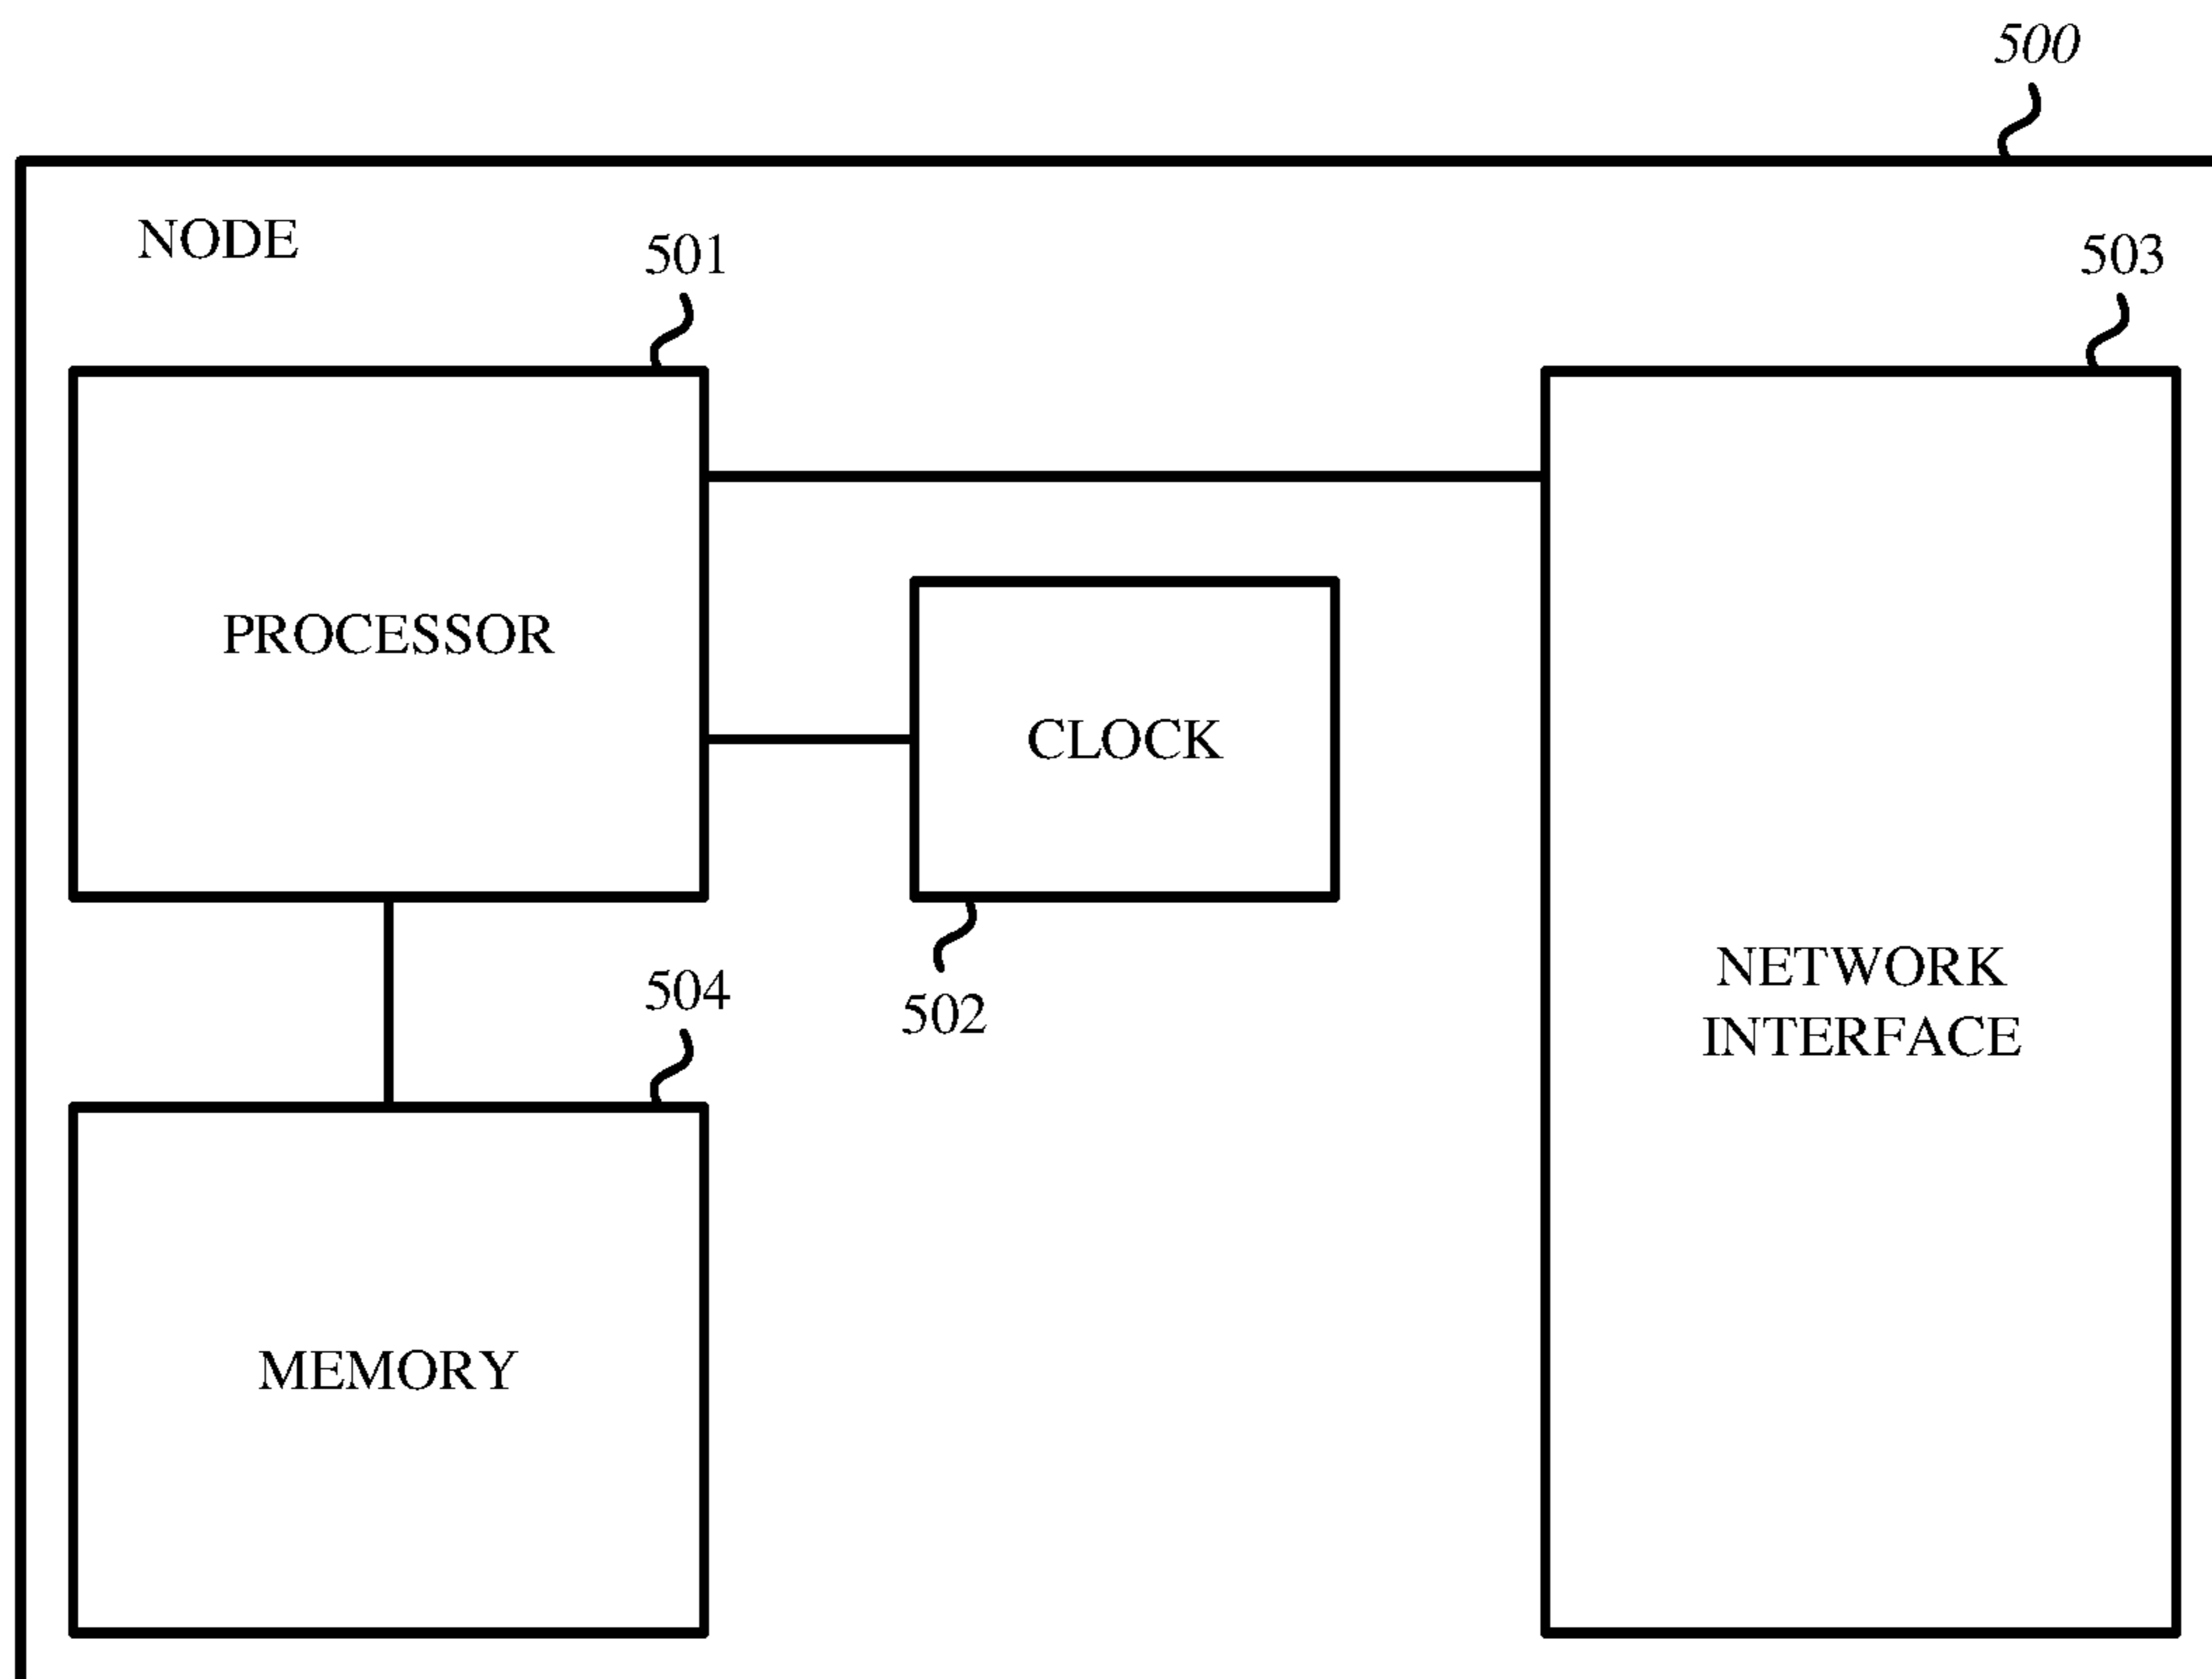 500
NODE
501
503
PROCESSOR
CLOCK
502
504
NETWORK
INTERFACE
MEMORY